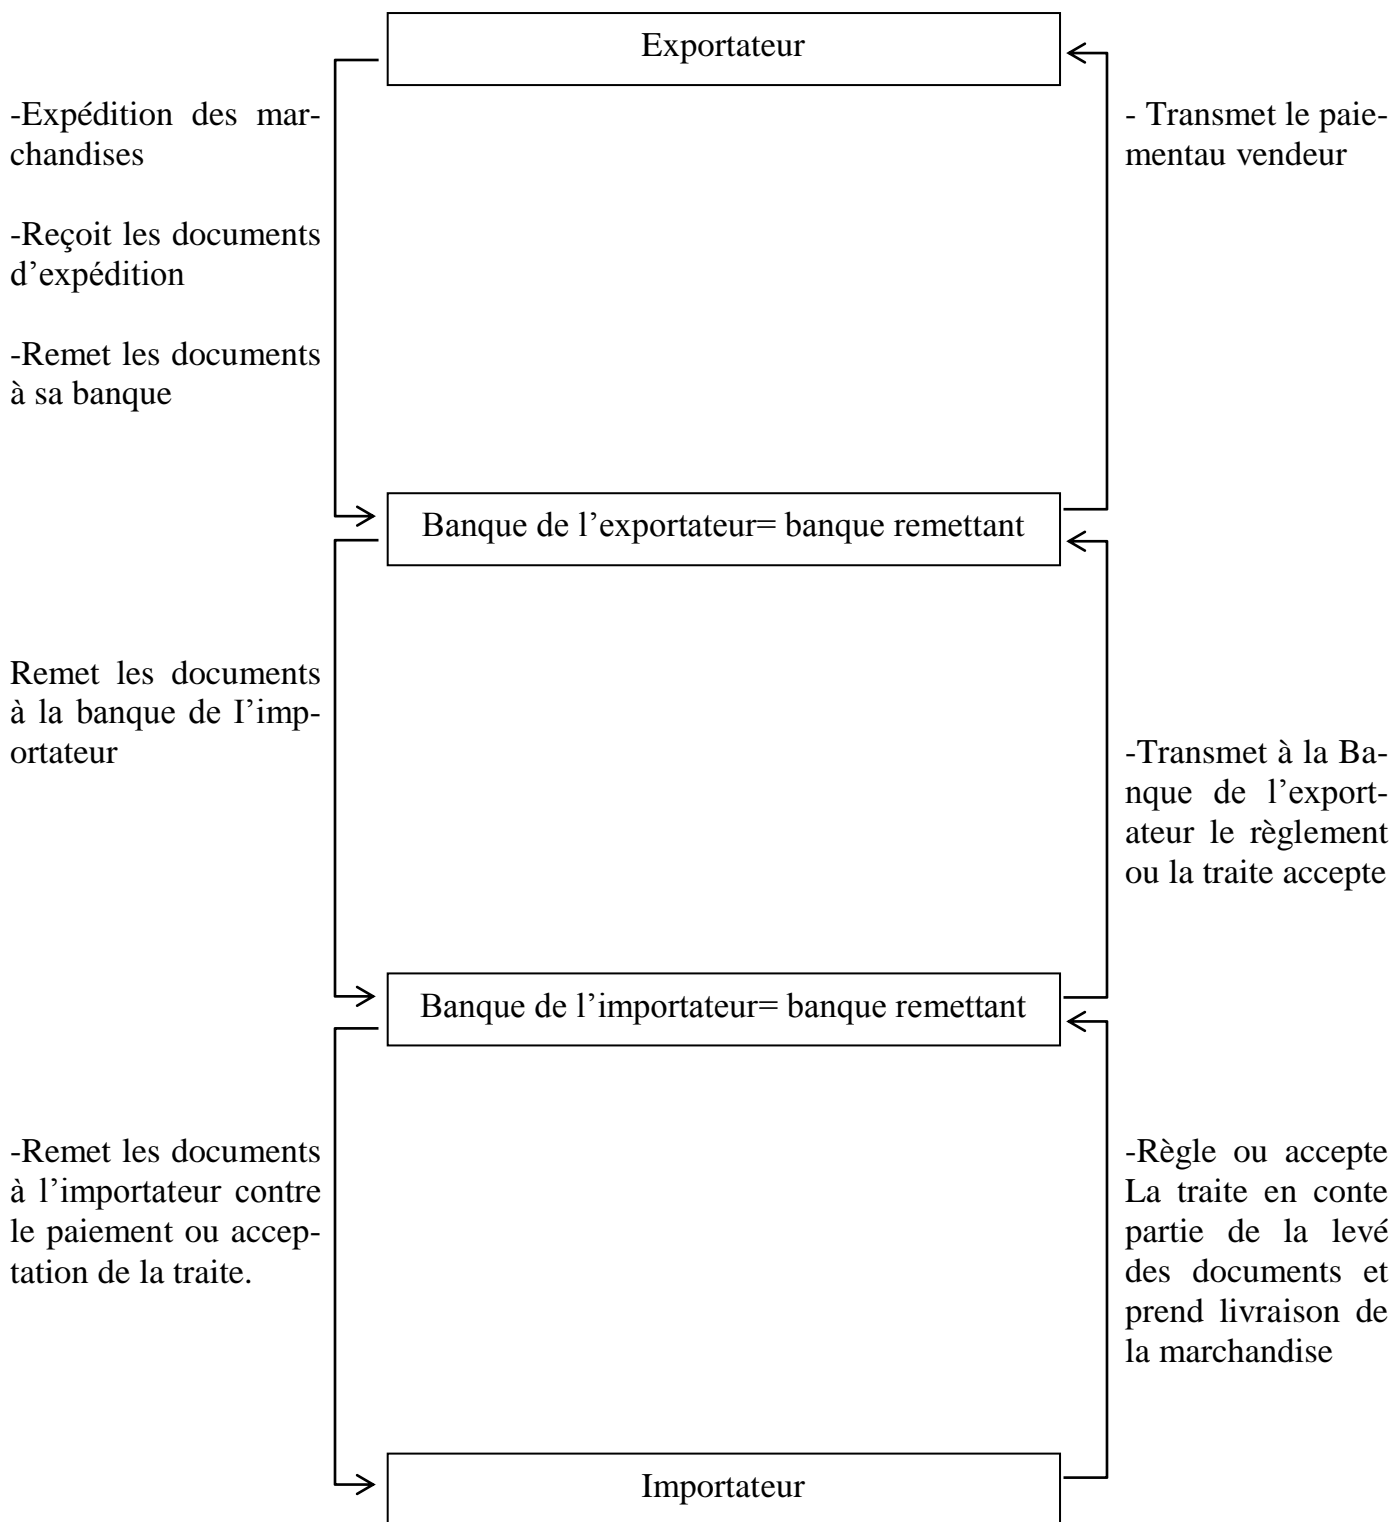 Exportateur
-Expédition des mar-
chandises
-Reçoit les documents
d’expédition
-Remet les documents
à sa banque
- Transmet le paie-
mentau vendeur
Banque de l’exportateur= banque remettant
Remet les documents
à la banque de I’imp-
ortateur
-Transmet à la Ba-
nque de l’export-
ateur le règlement
ou la traite accepte
Banque de l’importateur= banque remettant
-Remet les documents
à l’importateur contre
le paiement ou accep-
tation de la traite.
-Règle ou accepte
La traite en conte
partie de la levé
des documents et
prend livraison de
la marchandise
Importateur